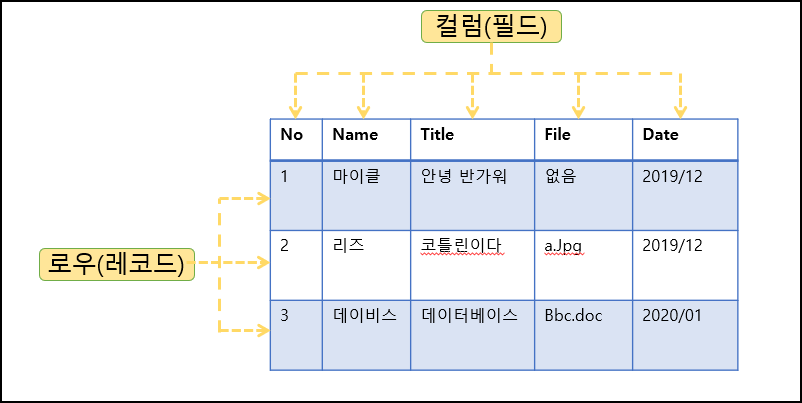 컬럼(필드)
No Name Title File Date
1 마이클 안녕 반가워 없음 2019/12
로우(레코드)
2 리즈 코틀린이다 a.Jpg 2019/12
3 데이비스 데이터베이스 Bbc.doc 2020/01